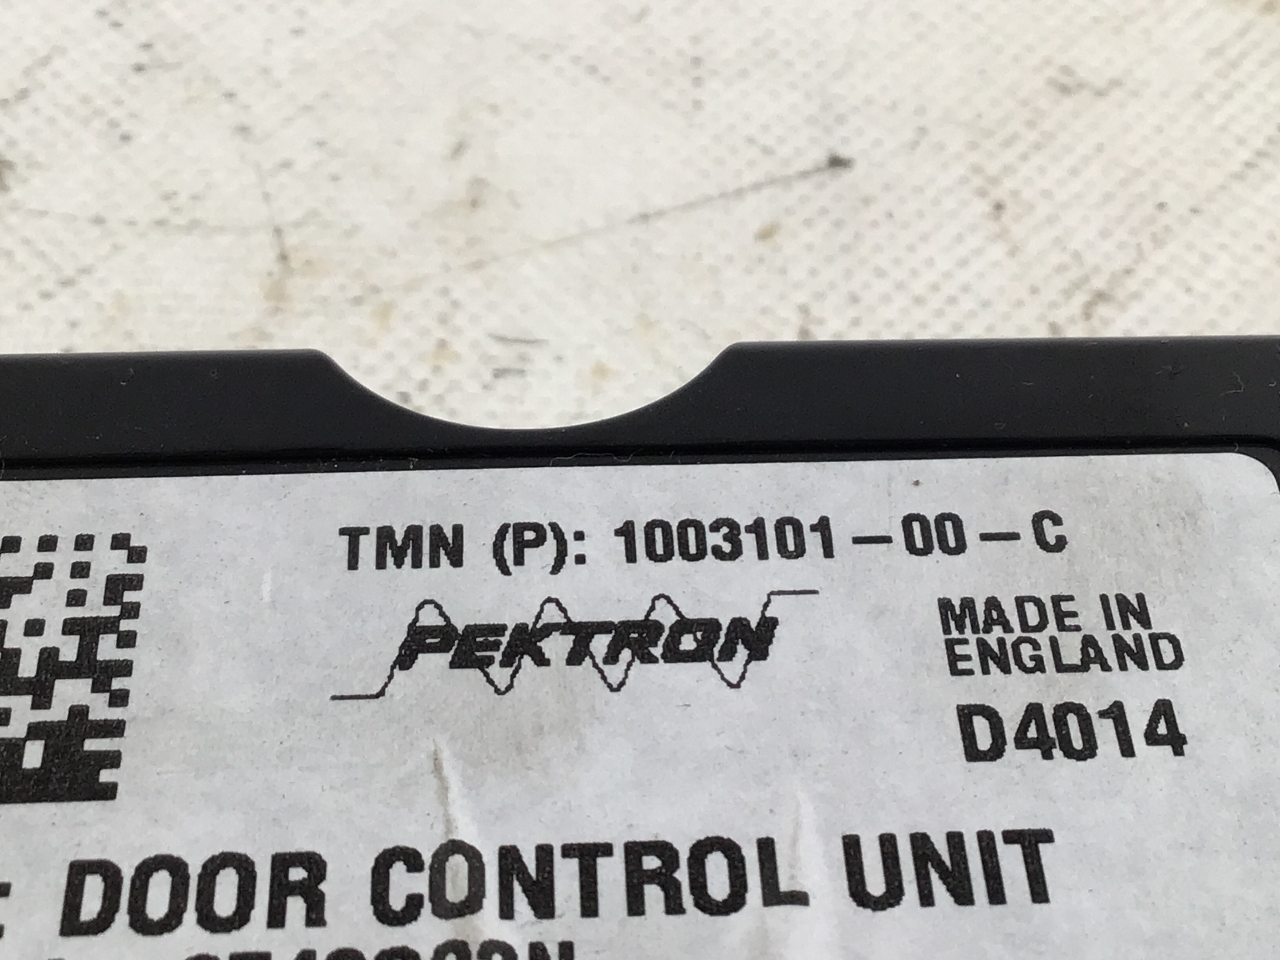 TMN (P): 1003101-00-C
PEKTRON
MADE IN
ENGLAND
D4014
: DOOR CONTROL UNIT